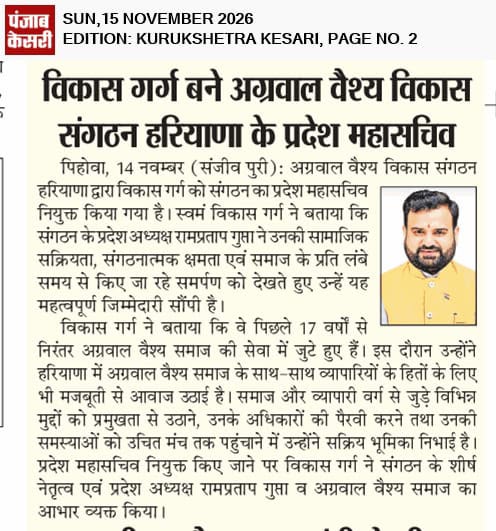 पंजाब
केसरी
SUN,15 NOVEMBER 2026
EDITION: KURUKSHETRA KESARI, PAGE NO. 2
विकास गर्ग बने अग्रवाल वैश्य विकास
संगठन हरियाणा के प्रदेश महासचिव
पिहोवा, 14 नवम्बर (संजीव पुरी): अग्रवाल वैश्य विकास संगठन
हरियाणा द्वारा विकास गर्ग को संगठन का प्रदेश महासचिव
नियुक्त किया गया है। स्वमं विकास गर्ग ने बताया कि
संगठन के प्रदेश अध्यक्ष रामप्रताप गुप्ता ने उनकी सामाजिक
सक्रियता, संगठनात्मक क्षमता एवं समाज के प्रति लंबे
समय से किए जा रहे समर्पण को देखते हुए उन्हें यह
महत्वपूर्ण जिम्मेदारी सौंपी है।
विकास गर्ग ने बताया कि वे पिछले 17 वर्षों से
निरंतर अग्रवाल वैश्य समाज की सेवा में जुटे हुए हैं। इस दौरान उन्होंने
हरियाणा में अग्रवाल वैश्य समाज के साथ-साथ व्यापारियों के हितों के लिए
भी मजबूती से आवाज उठाई है। समाज और व्यापारी वर्ग से जुड़े विभिन्न
मुद्दों को प्रमुखता से उठाने, उनके अधिकारों की पैरवी करने तथा उनकी
समस्याओं को उचित मंच तक पहुंचाने में उन्होंने सक्रिय भूमिका निभाई है।
प्रदेश महासचिव नियुक्त किए जाने पर विकास गर्ग ने संगठन के शीर्ष
नेतृत्व एवं प्रदेश अध्यक्ष रामप्रताप गुप्ता व अग्रवाल वैश्य समाज का
आभार व्यक्त किया।